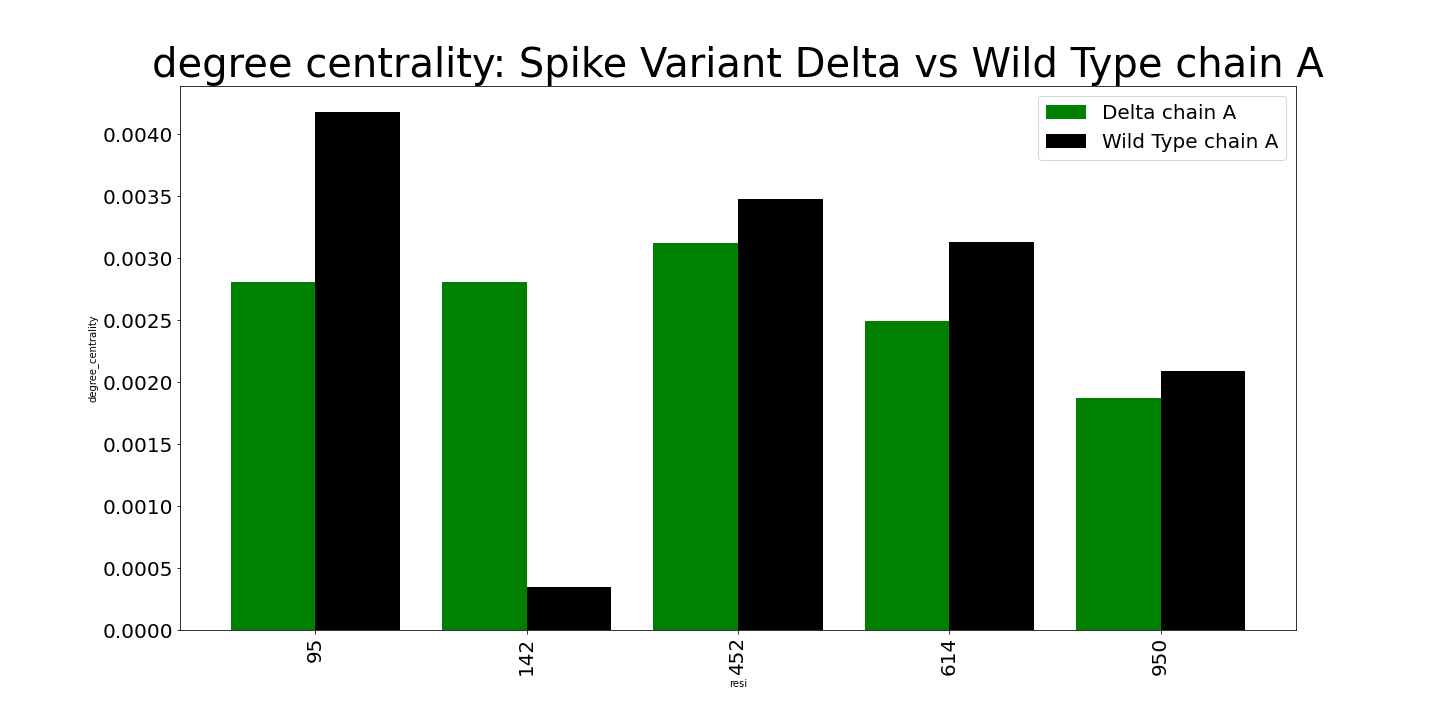 degree centrality: Spike Variant Delta vs Wild Type chain A
Delta chain A
Wild Type chain A
0.0040
0.0035
0.0030
0.0025
0.0020
0.0015
0.0010
0.0005
0.0000
degree_centrality
95
142
452
614
950
resi